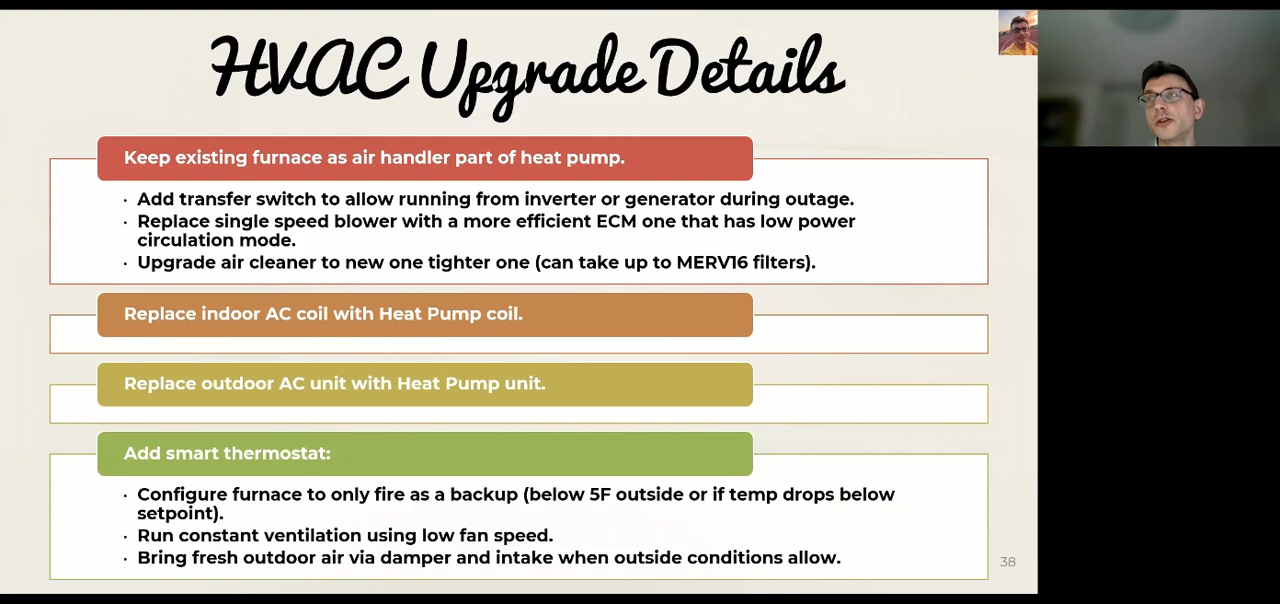 HVAC Upgrade Details
Keep existing furnace as air handler part of heat pump.
· Add transfer switch to allow running from inverter or generator during outage.
· Replace single speed blower with a more efficient ECM one that has low power
circulation mode.
· Upgrade air cleaner to new one tighter one (can take up to MERV16 filters).
Replace indoor AC coil with Heat Pump coil.
Replace outdoor AC unit with Heat Pump unit.
Add smart thermostat:
· Configure furnace to only fire as a backup (below 5F outside or if temp drops below
setpoint).
· Run constant ventilation using low fan speed.
· Bring fresh outdoor air via damper and intake when outside conditions allow.
38